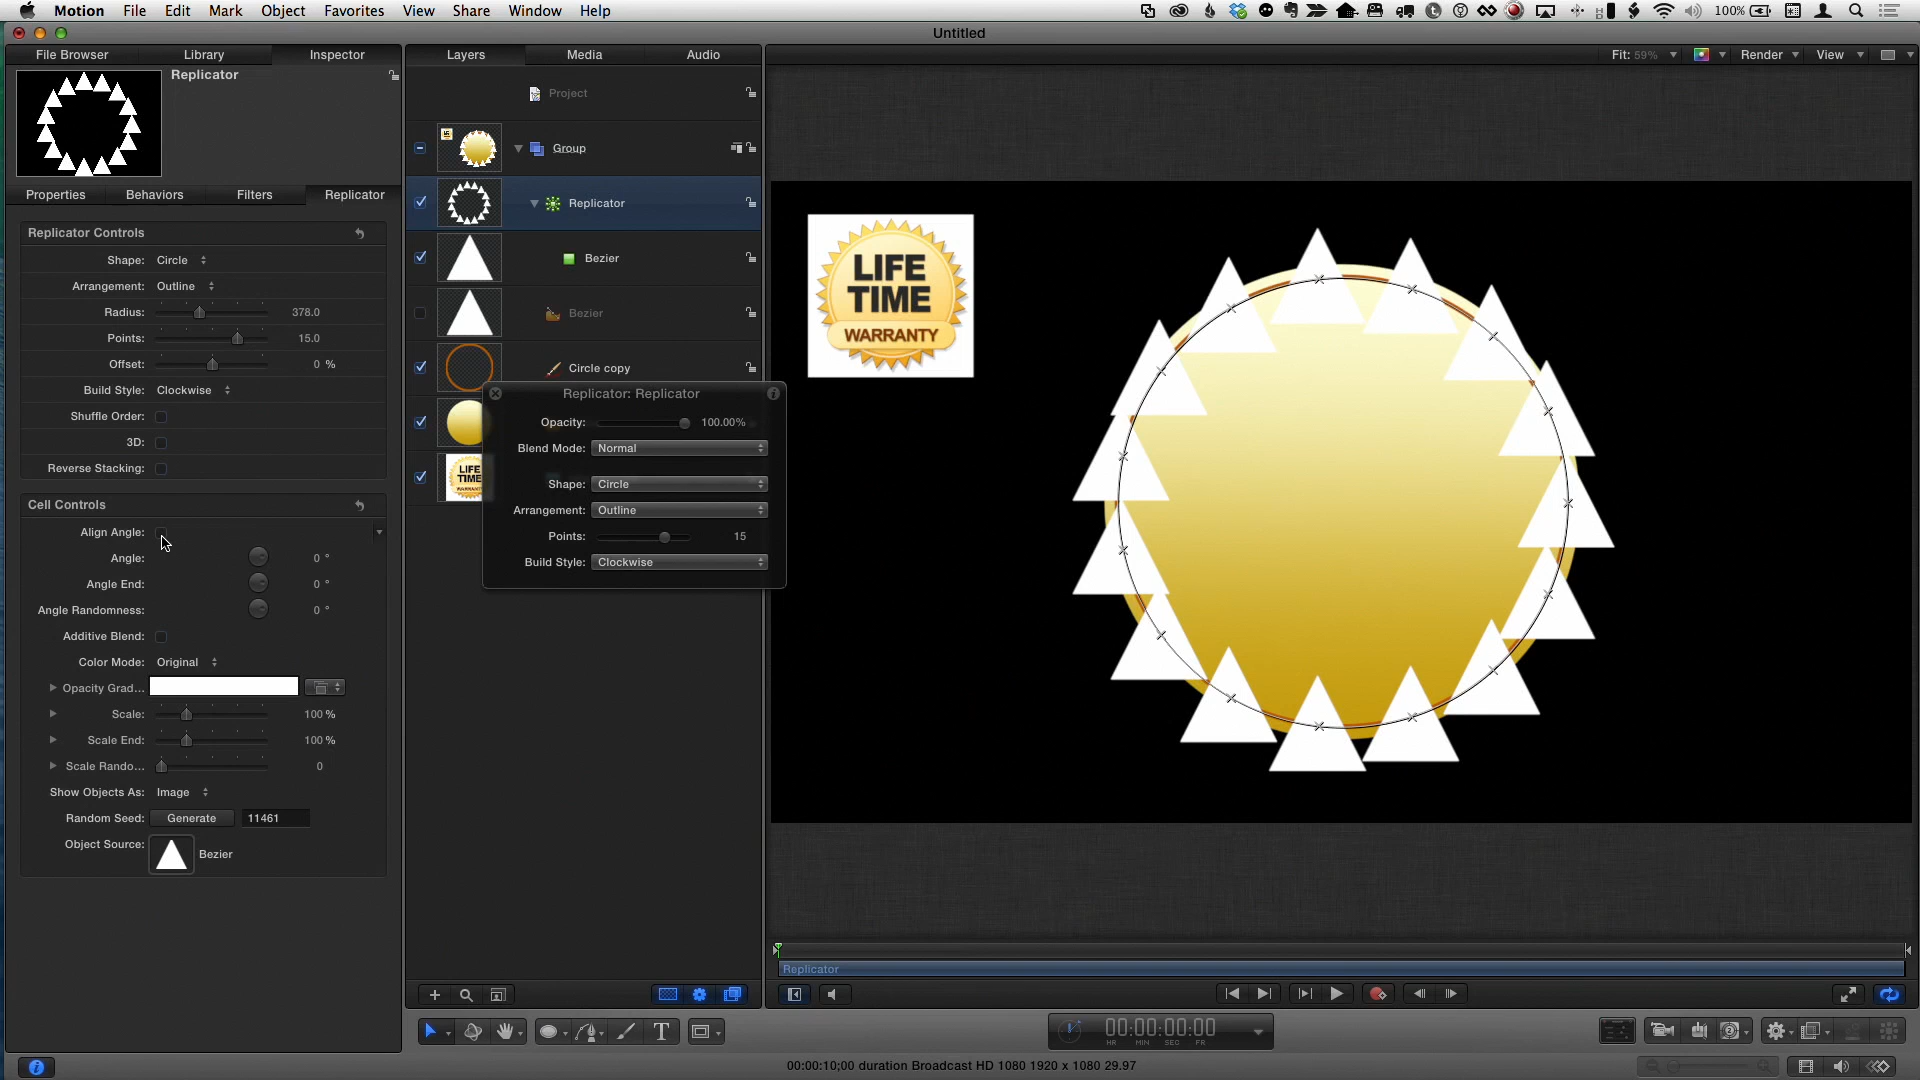 Motion File Edit Mark Object Favorites View Share Window Help
100%
Untitled
File Browser Library Inspector
Layers Media Audio
Fit: 59% Render View
Replicator
Properties Behaviors Filters Replicator
Replicator Controls
Shape: Circle
Arrangement: Outline
Radius: 378.0
Points: 15.0
Offset: 0 %
Build Style: Clockwise
Shuffle Order:
3D:
Reverse Stacking:
Cell Controls
Align Angle:
Angle: 0 °
Angle End: 0 °
Angle Randomness: 0 °
Additive Blend:
Color Mode: Original
Opacity Grad...
Scale: 100 %
Scale End: 100 %
Scale Rando... 0
Show Objects As: Image
Random Seed: Generate 11461
Object Source: Bezier
Project
Group
Replicator
Bezier
Bezier
Circle copy
LIFE
TIME
Replicator: Replicator
Opacity: 100.00%
Blend Mode: Normal
Shape: Circle
Arrangement: Outline
Points: 15
Build Style: Clockwise
LIFE
TIME
WARRANTY
Replicator
T
00:00:00:00
HR MIN SEC FR
00:00:10;00 duration Broadcast HD 1080 1920 x 1080 29.97